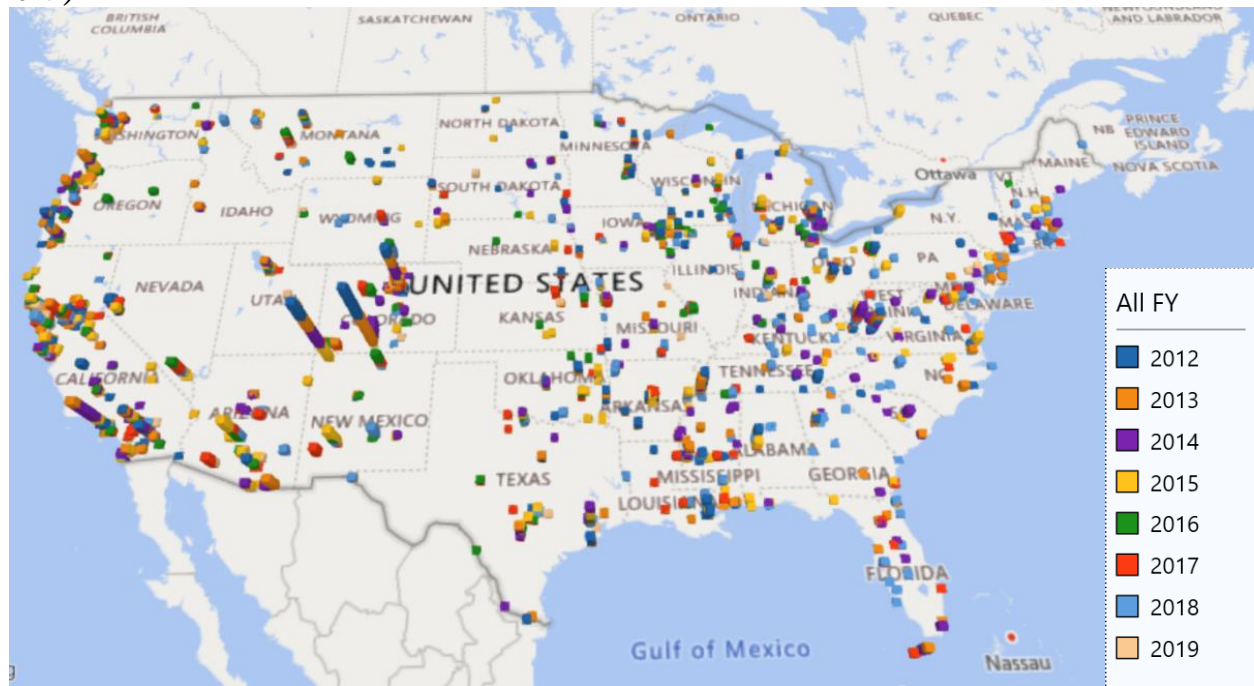 BRITISH
COLUMBIA
SASKATCHEWAN
ONTARIO
QUEBEC
AND LABRADOR
PRINCE
EDWARD
ISLAND
NB
NOVA SCOTIA
MAINE
Ottawa
VT
N.H.
N.Y.
MONTANA
NORTH DAKOTA
MINNESOTA
SOUTH DAKOTA
WISCONSIN
MICHIGAN
OREGON
IDAHO
WYOMING
IOWA
NEBRASKA
PA
NEVADA
UNITED STATES
ILLINOIS
INDIANA
DELAWARE
COLORADO
KANSAS
MISSOURI
KENTUCKY
VIRGINIA
CALIFORNIA
ARIZONA
NEW MEXICO
OKLAHOMA
TENNESSEE
ARKANSAS
NC
TEXAS
MISSISSIPPI
ALABAMA
GEORGIA
FLORIDA
Gulf of Mexico
Nassau
All FY
2012
2013
2014
2015
2016
2017
2018
2019